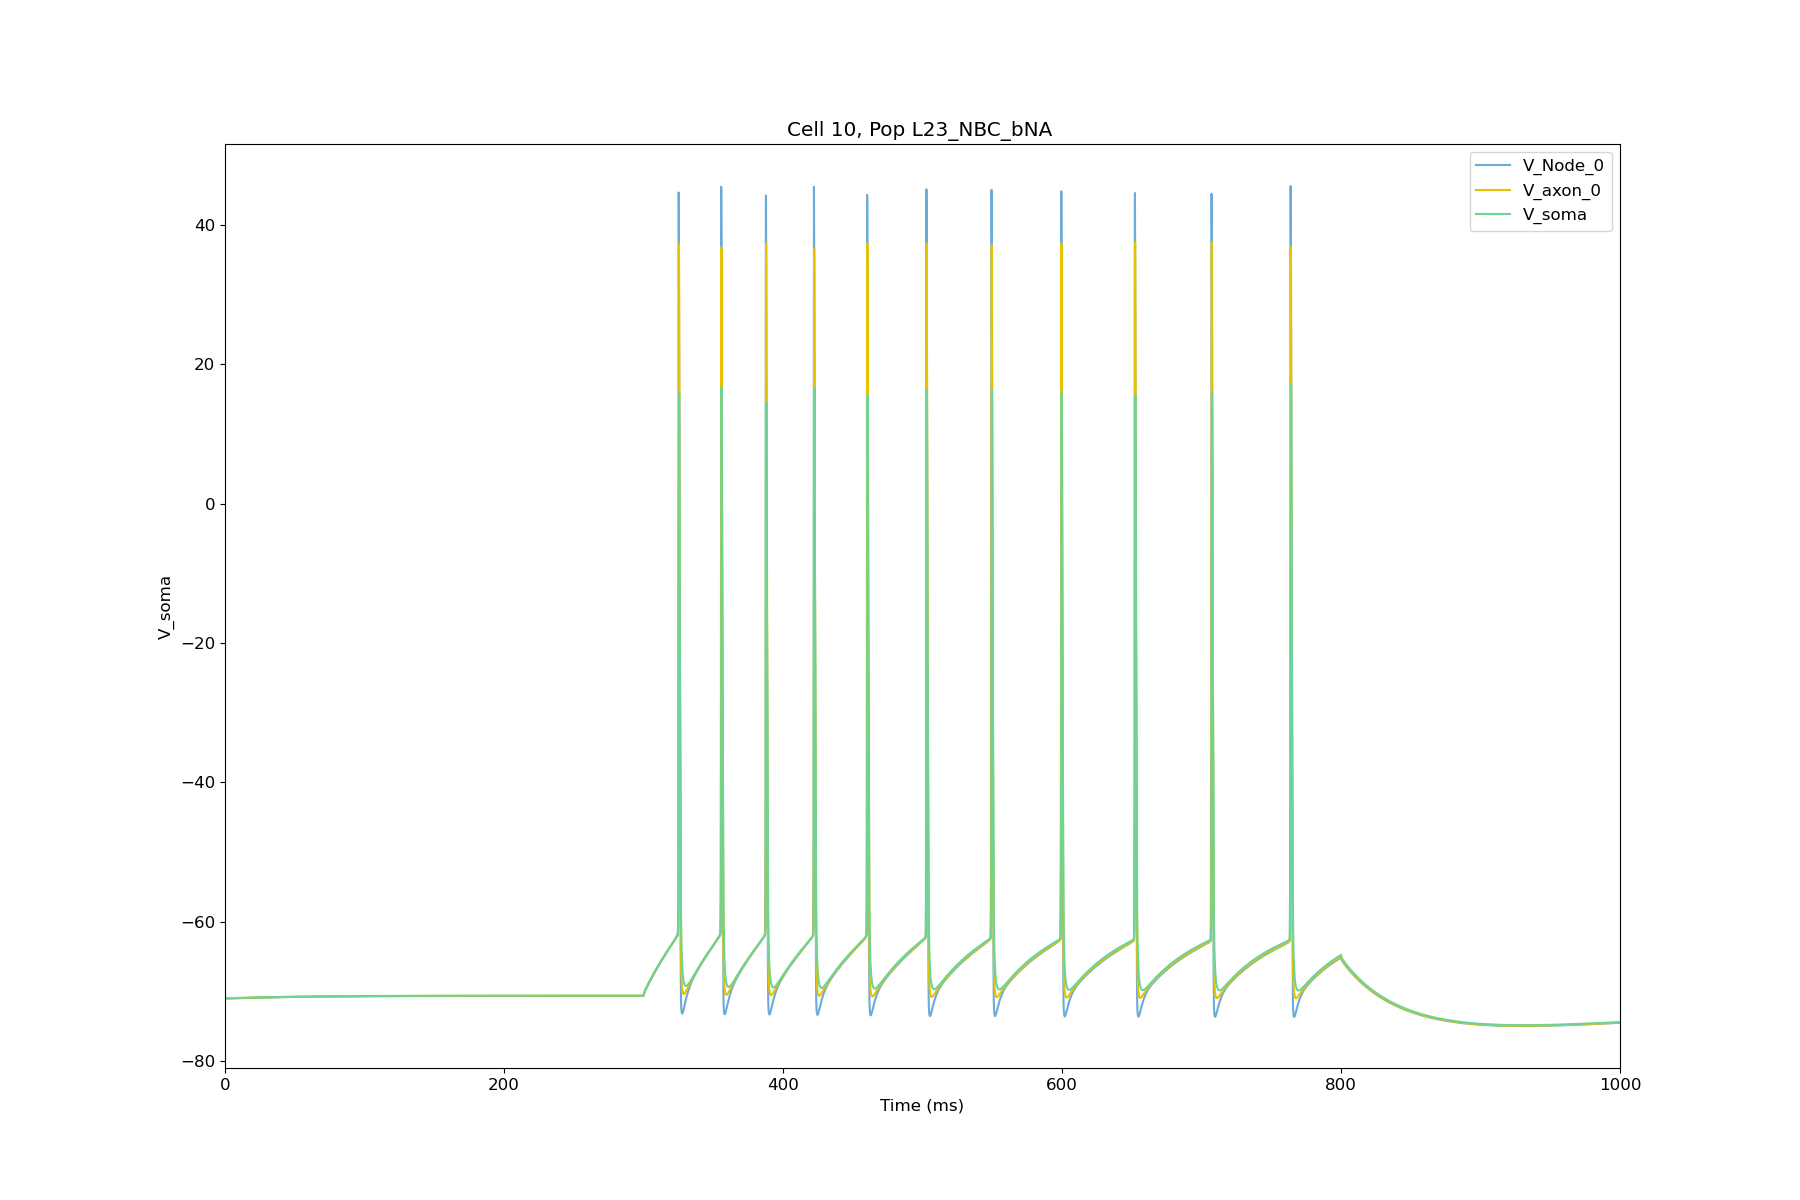 Cell 10, Pop L23_NBC_bNA
V_Node_0
V_axon_0
V_soma
40
20
0
−20
−40
−60
−80
V_soma
0 200 400 600 800 1000
Time (ms)